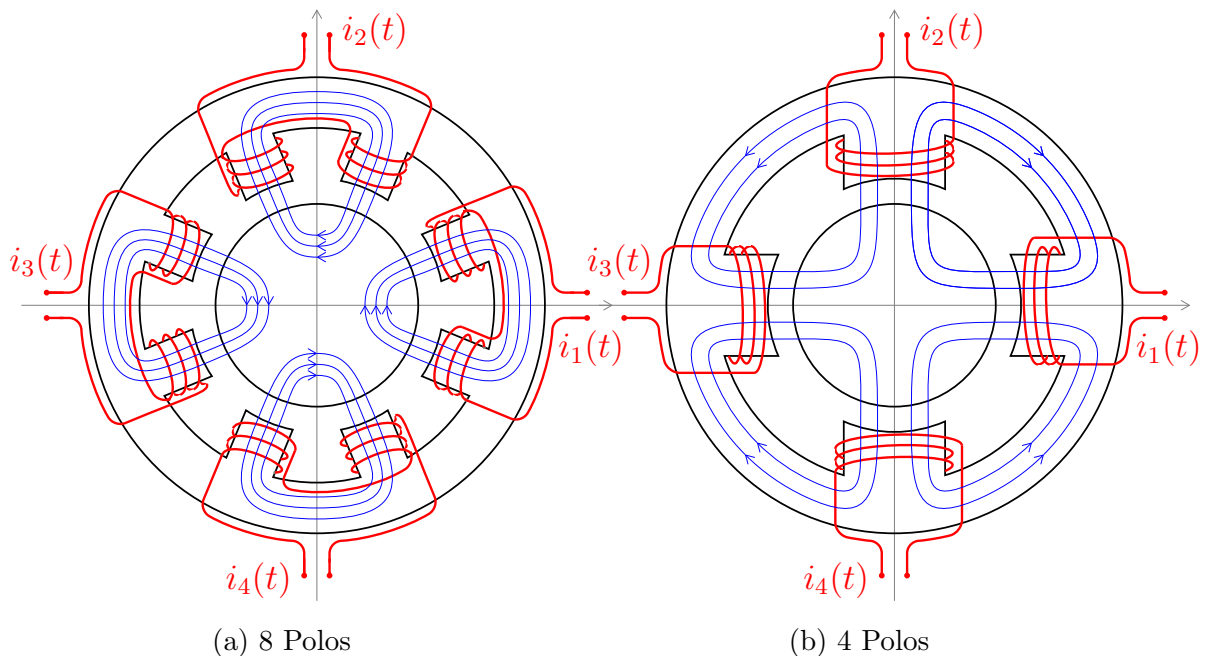 i₂(t)
i₃(t)
i₁(t)
i₄(t)
(a) 8 Polos
i₂(t)
i₃(t)
i₁(t)
i₄(t)
(b) 4 Polos